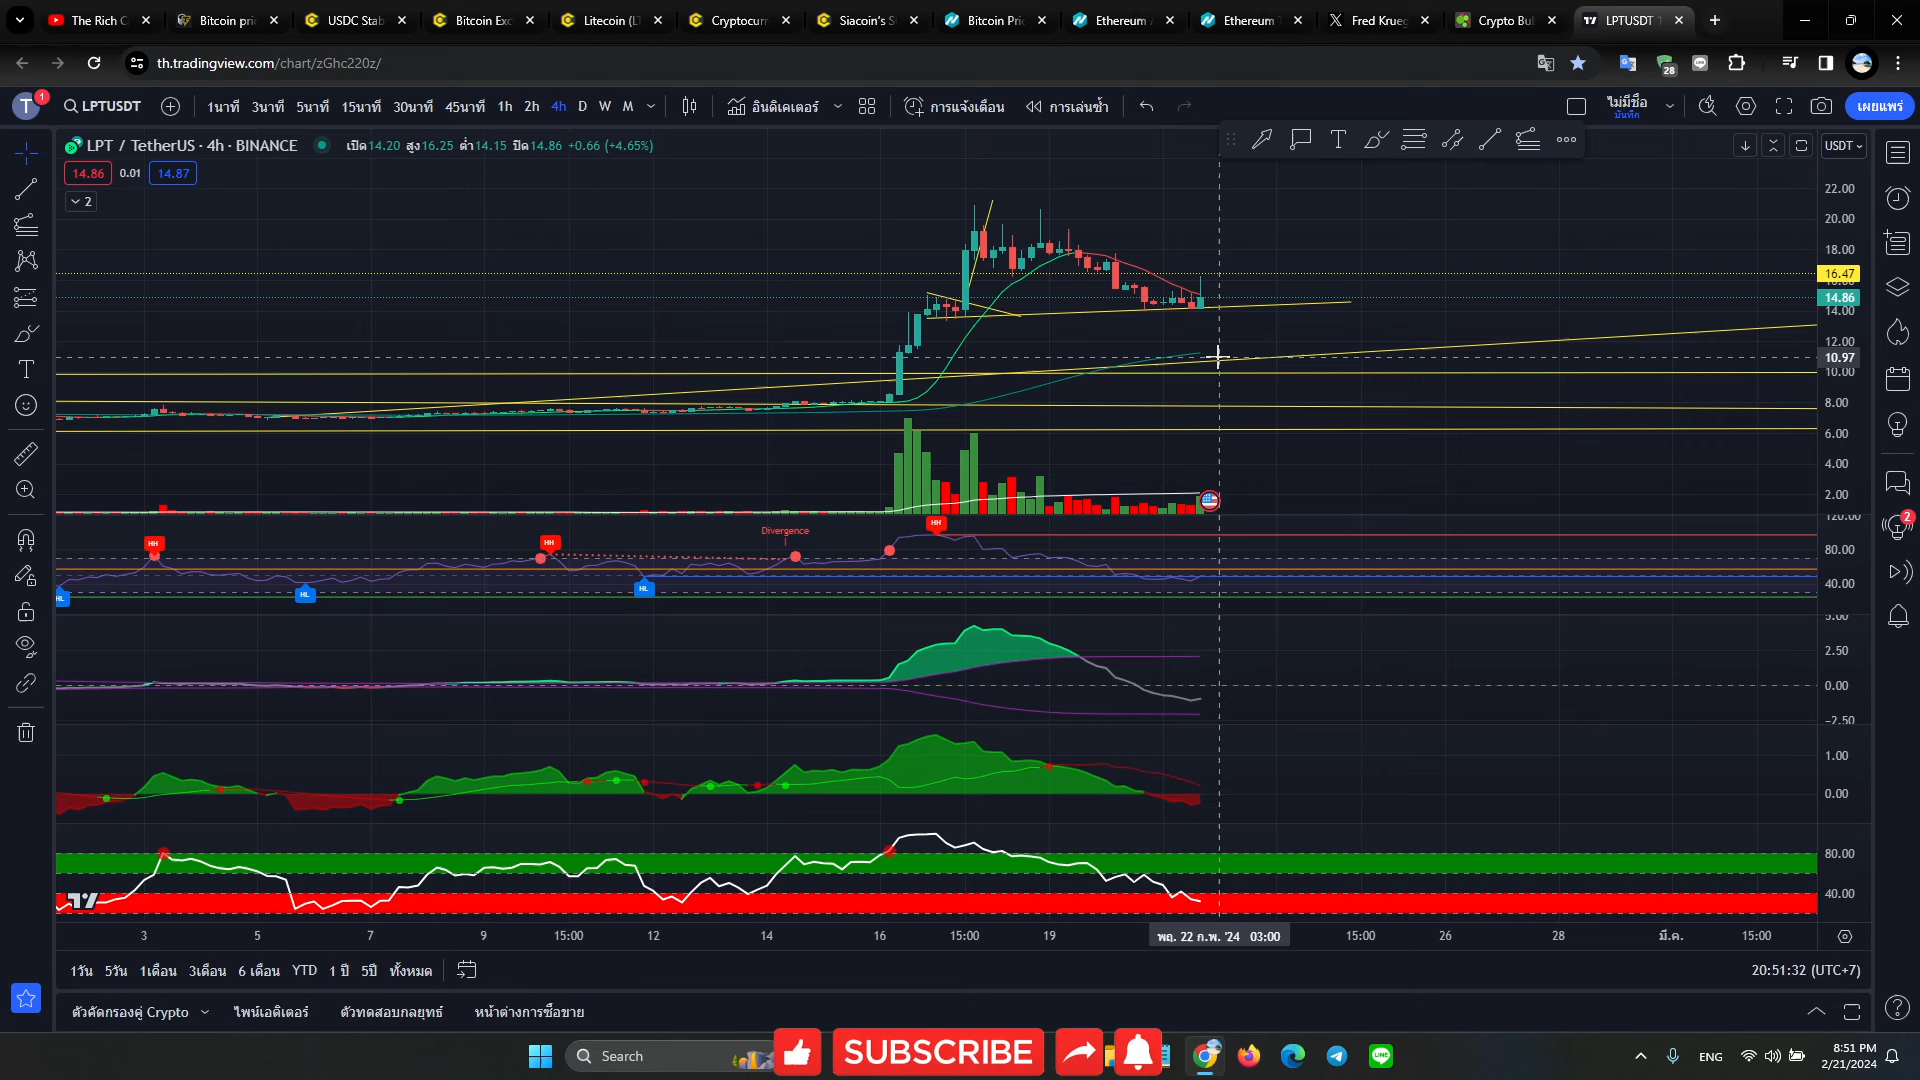 The Rich C
Bitcoin pri
USDC Stab
Bitcoin Exc
Litecoin (L
Cryptocurr
Siacoin's S
Bitcoin Pri
Ethereum
Ethereum T
Fred Krueg
Crypto Bul
LPTUSDT
th.tradingview.com/chart/zGhc220z/
28
T
1
LPTUSDT
1นาที
3นาที
5นาที
15นาที
30นาที
45นาที
1h
2h
4h
D
W
M
อินดิเคเตอร์
การแจ้งเตือน
การเล่นซ้ำ
ไม่มีชื่อ
บันทึก
เผยแพร่
LPT / TetherUS · 4h · BINANCE
เปิด14.20 สูง16.25 ต่ำ14.15 ปิด14.86 +0.66 (+4.65%)
USDT
14.86
0.01
14.87
2
22.00
20.00
18.00
16.47
14.86
14.00
12.00
10.97
10.00
8.00
6.00
4.00
2.00
120.00
80.00
40.00
HH
HH
HH
Divergence
HL
HL
HL
5.00
2.50
0.00
−2.50
1.00
0.00
80.00
40.00
3
5
7
9
15:00
12
14
16
15:00
19
พฤ. 22 ก.พ. '24 03:00
15:00
26
28
มี.ค.
15:00
1วัน
5วัน
1เดือน
3เดือน
6 เดือน
YTD
1 ปี
5ปี
ทั้งหมด
20:51:32 (UTC+7)
ตัวคัดกรองคู่ Crypto
ไพน์เอดิเตอร์
ตัวทดสอบกลยุทธ์
หน้าต่างการซื้อขาย
2
Search
SUBSCRIBE
LINE
ENG
8:51 PM
2/21/2024